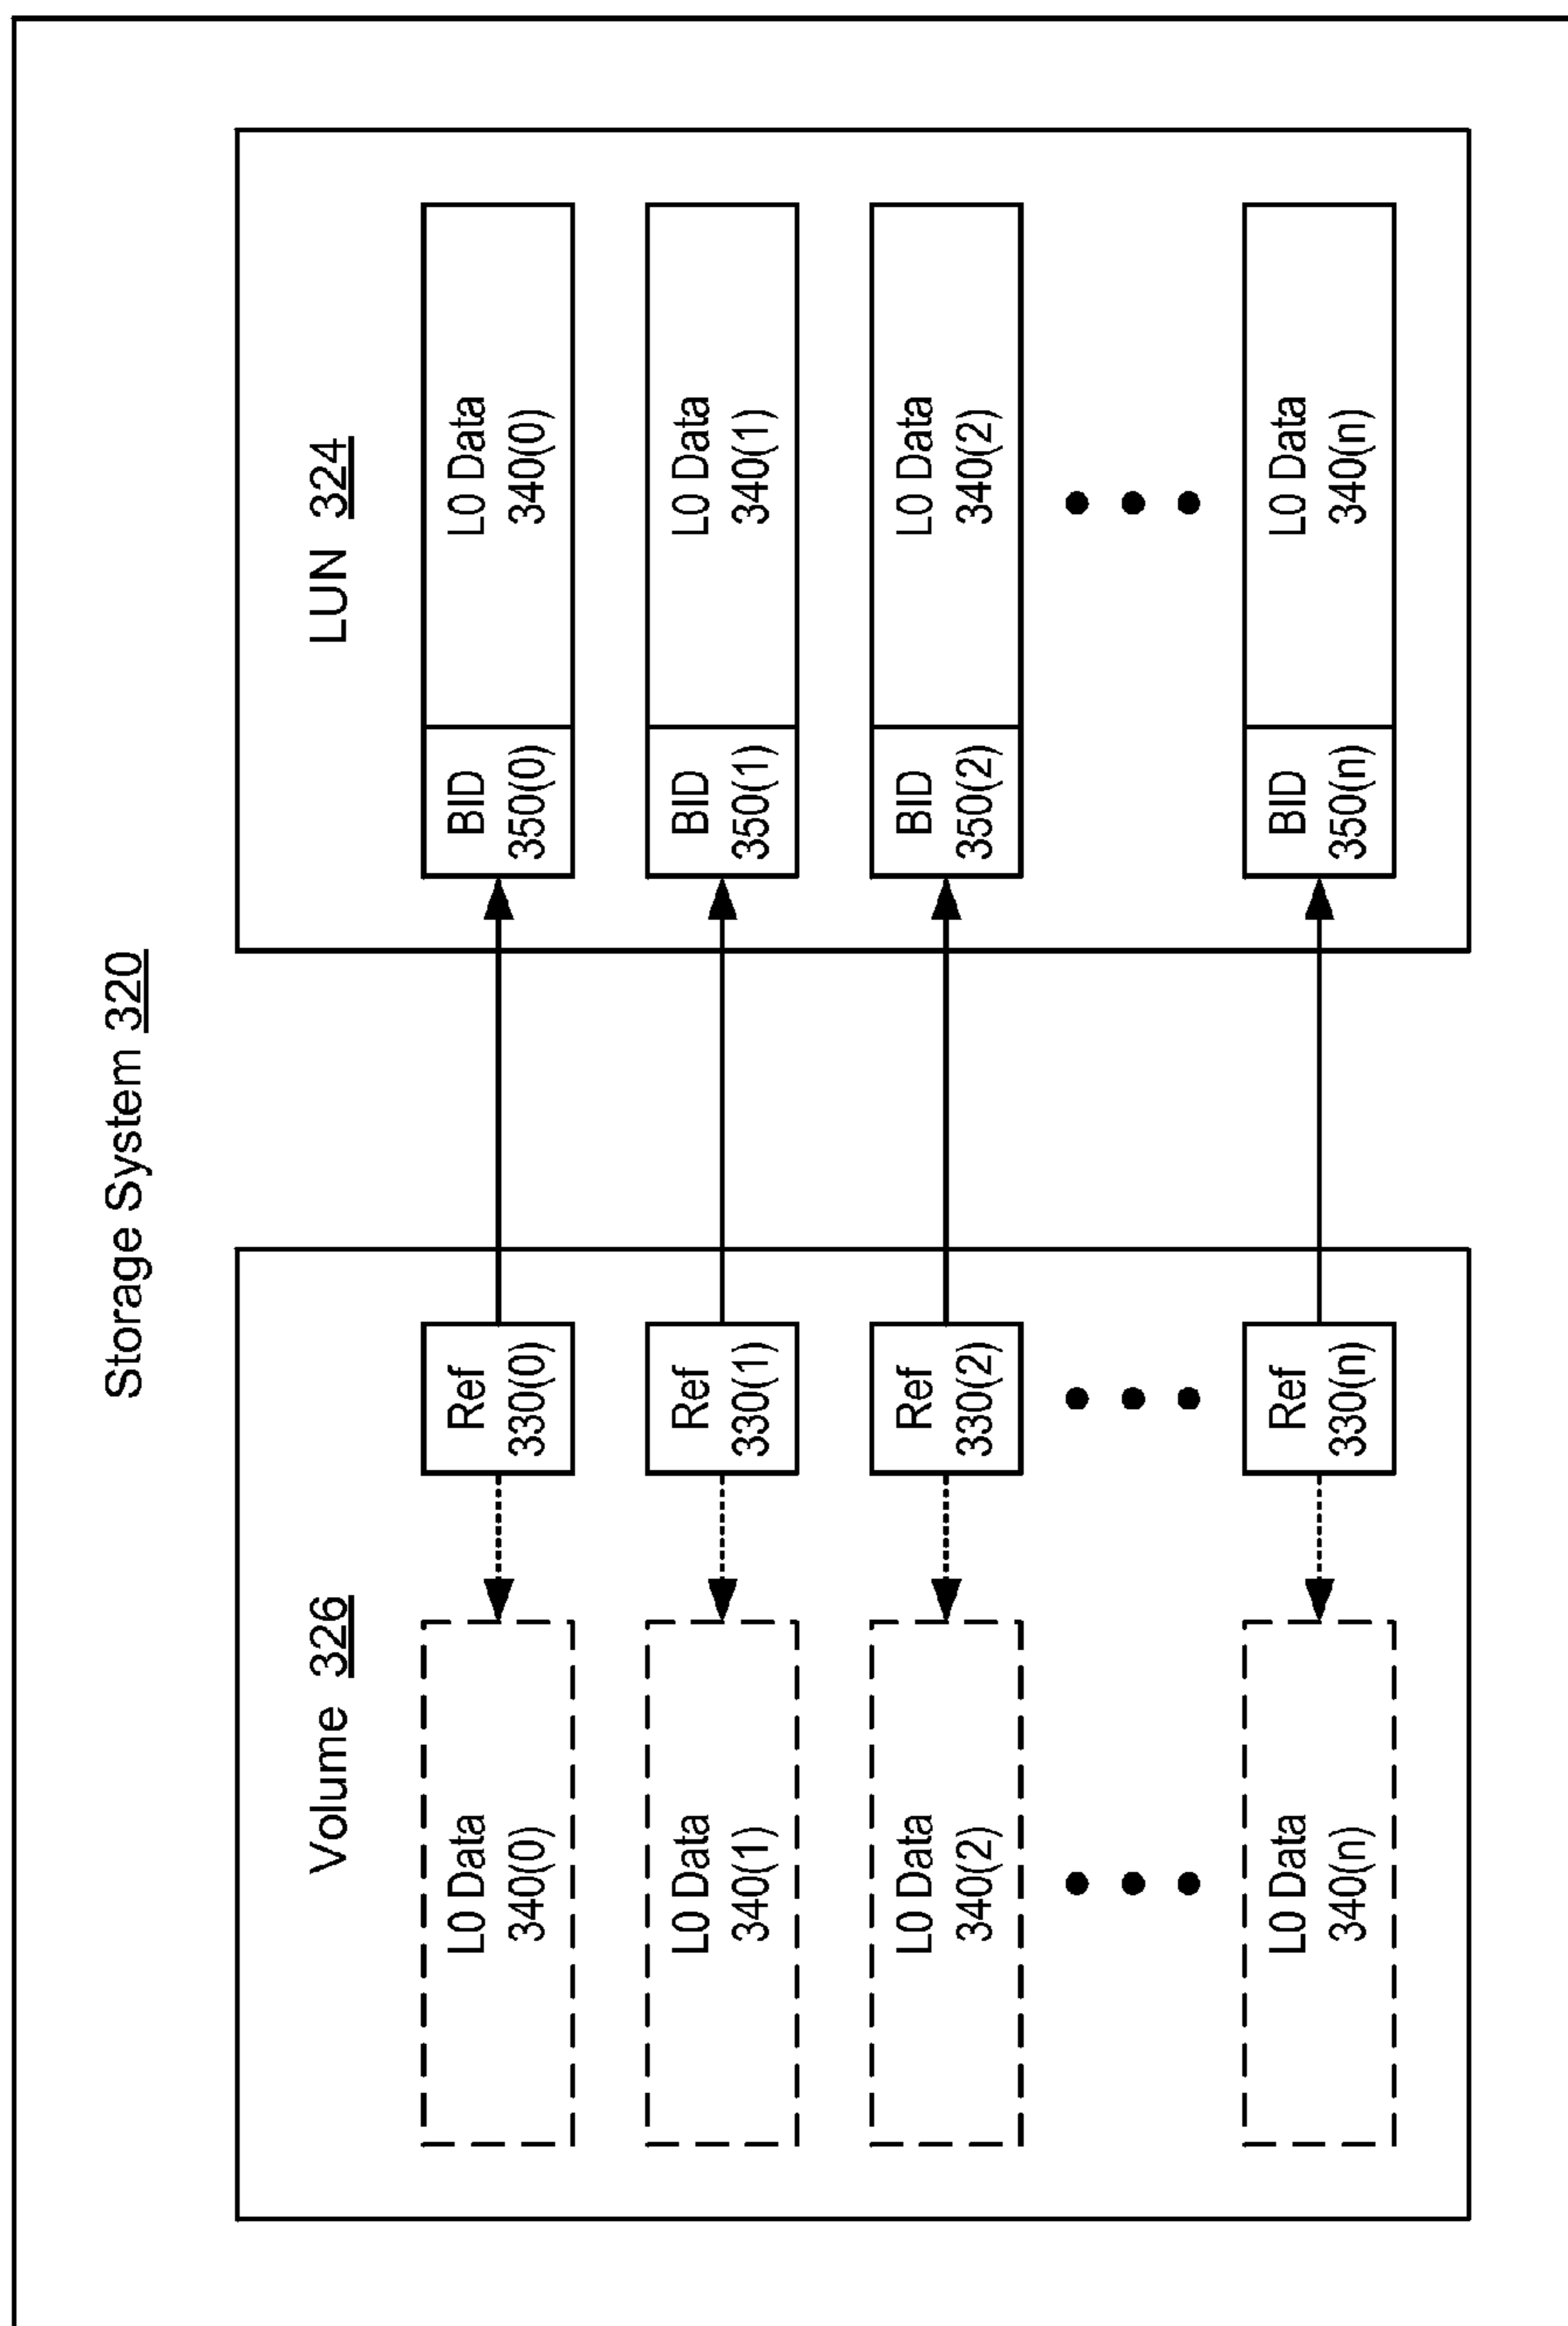 Storage System 320
Volume 326
LUN 324
L0 Data
340(0)
Ref
330(0)
BID
350(0)
L0 Data
340(0)
L0 Data
340(1)
Ref
330(1)
BID
350(1)
L0 Data
340(1)
L0 Data
340(2)
Ref
330(2)
BID
350(2)
L0 Data
340(2)
L0 Data
340(n)
Ref
330(n)
BID
350(n)
L0 Data
340(n)